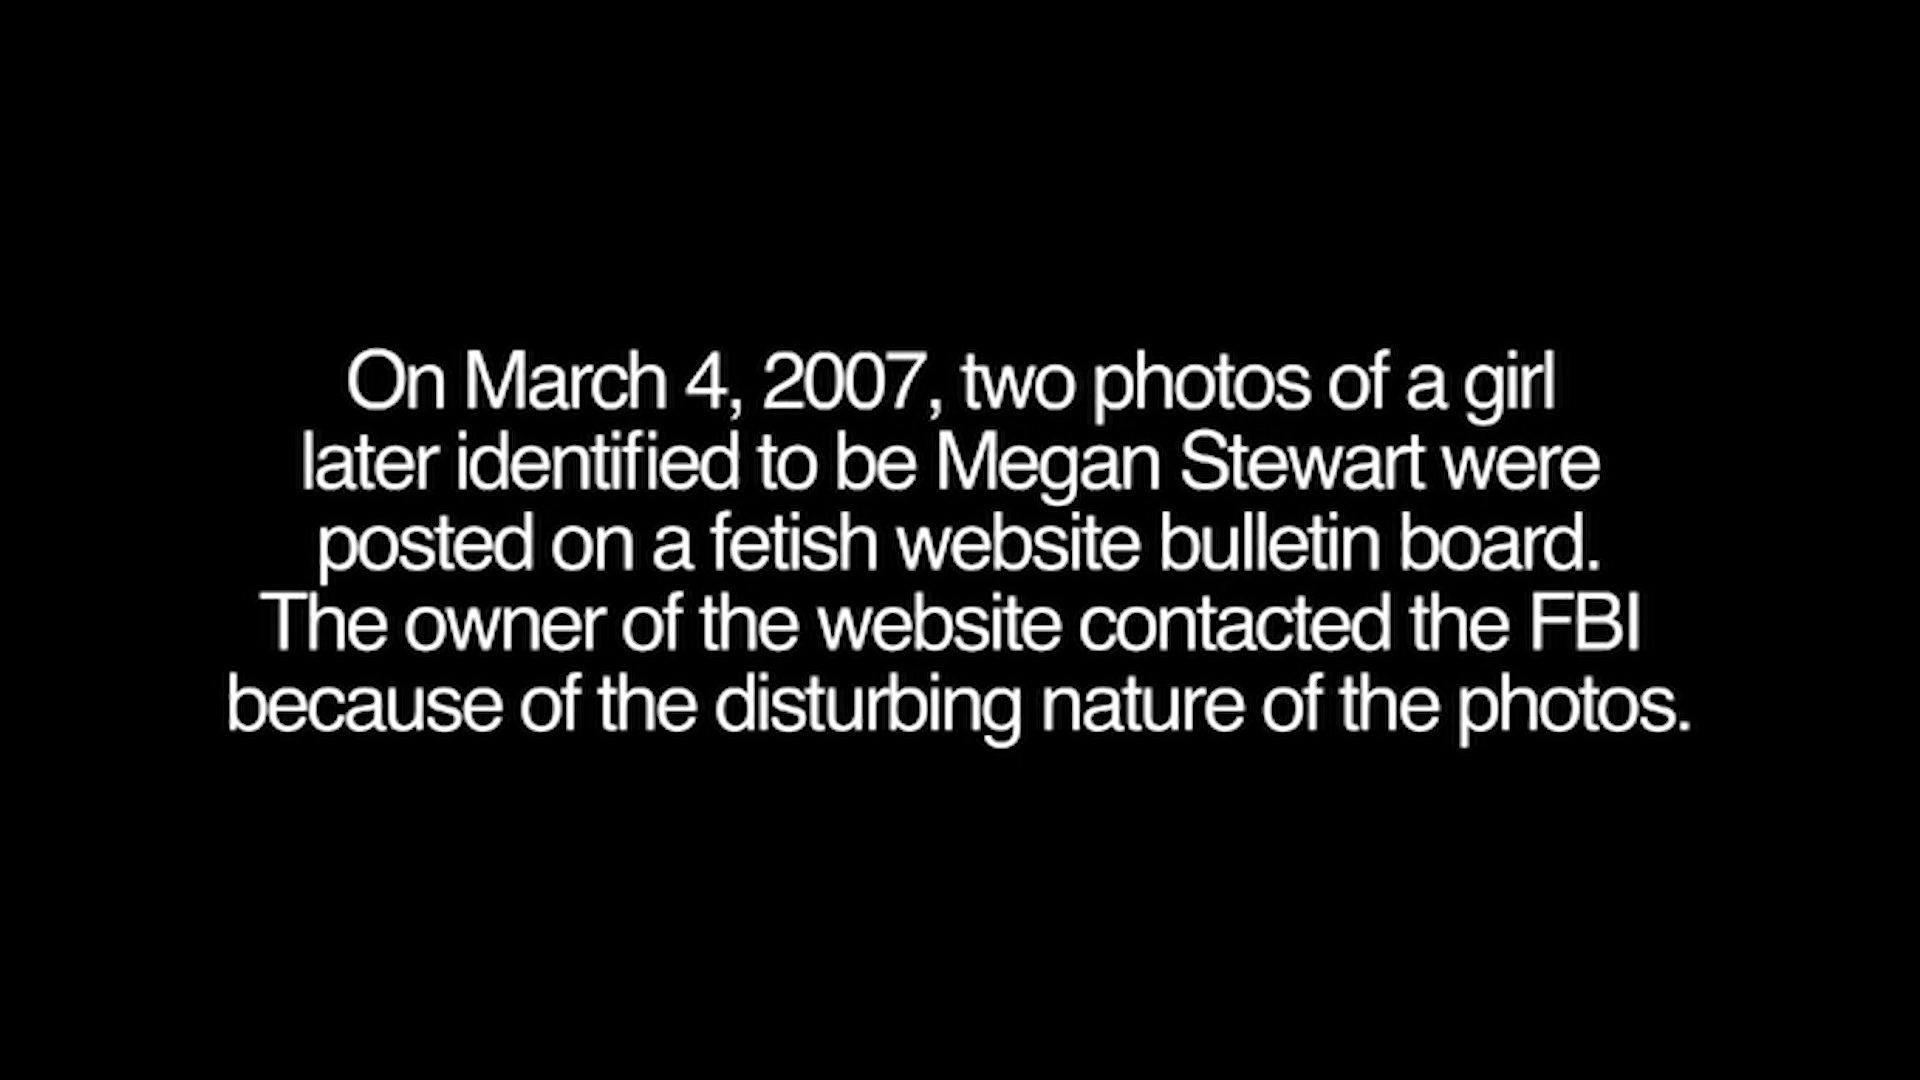 On March 4, 2007, two photos of a girl
later identified to be Megan Stewart were
posted on a fetish website bulletin board.
The owner of the website contacted the FBI
because of the disturbing nature of the photos.